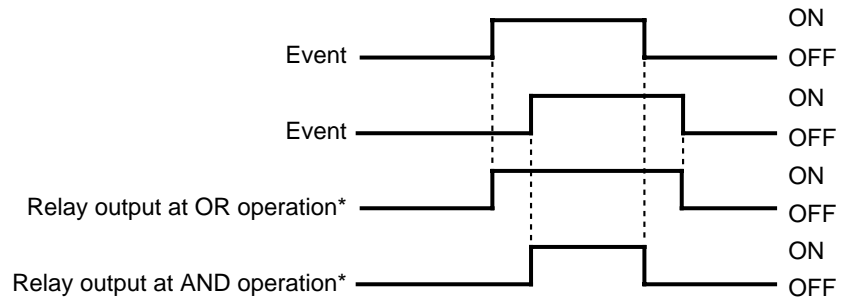 ON
Event
OFF
ON
Event
OFF
ON
Relay output at OR operation*
OFF
ON
Relay output at AND operation*
OFF